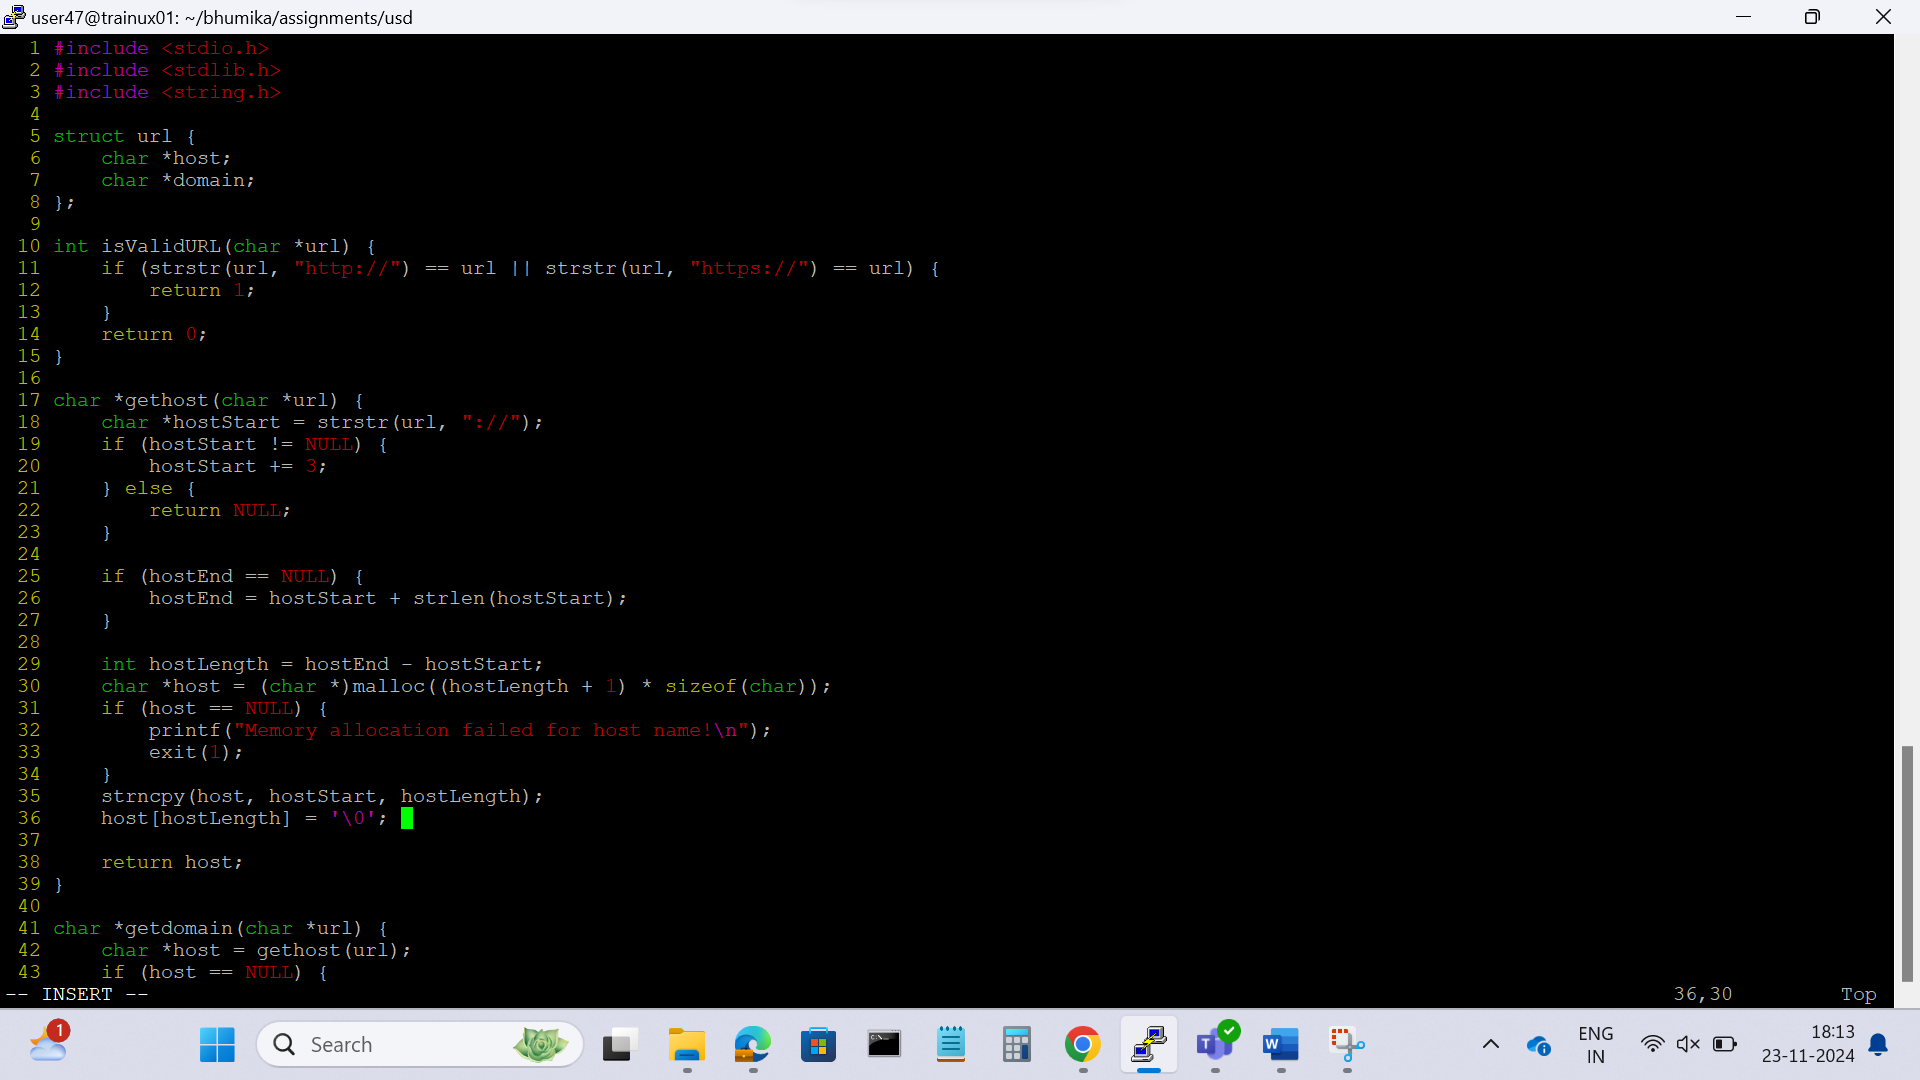 user47@trainux01: ~/bhumika/assignments/usd
1 #include <stdio.h>
2 #include <stdlib.h>
3 #include <string.h>
4
5 struct url {
6     char *host;
7     char *domain;
8 };
9
10 int isValidURL(char *url) {
11     if (strstr(url, "http://") == url || strstr(url, "https://") == url) {
12         return 1;
13     }
14     return 0;
15 }
16
17 char *gethost(char *url) {
18     char *hostStart = strstr(url, "://");
19     if (hostStart != NULL) {
20         hostStart += 3;
21     } else {
22         return NULL;
23     }
24
25     if (hostEnd == NULL) {
26         hostEnd = hostStart + strlen(hostStart);
27     }
28
29     int hostLength = hostEnd - hostStart;
30     char *host = (char *)malloc((hostLength + 1) * sizeof(char));
31     if (host == NULL) {
32         printf("Memory allocation failed for host name!\n");
33         exit(1);
34     }
35     strncpy(host, hostStart, hostLength);
36     host[hostLength] = '\0';
37
38     return host;
39 }
40
41 char *getdomain(char *url) {
42     char *host = gethost(url);
43     if (host == NULL) {
-- INSERT -- 36,30 Top
1
Search
ENG
IN
18:13
23-11-2024